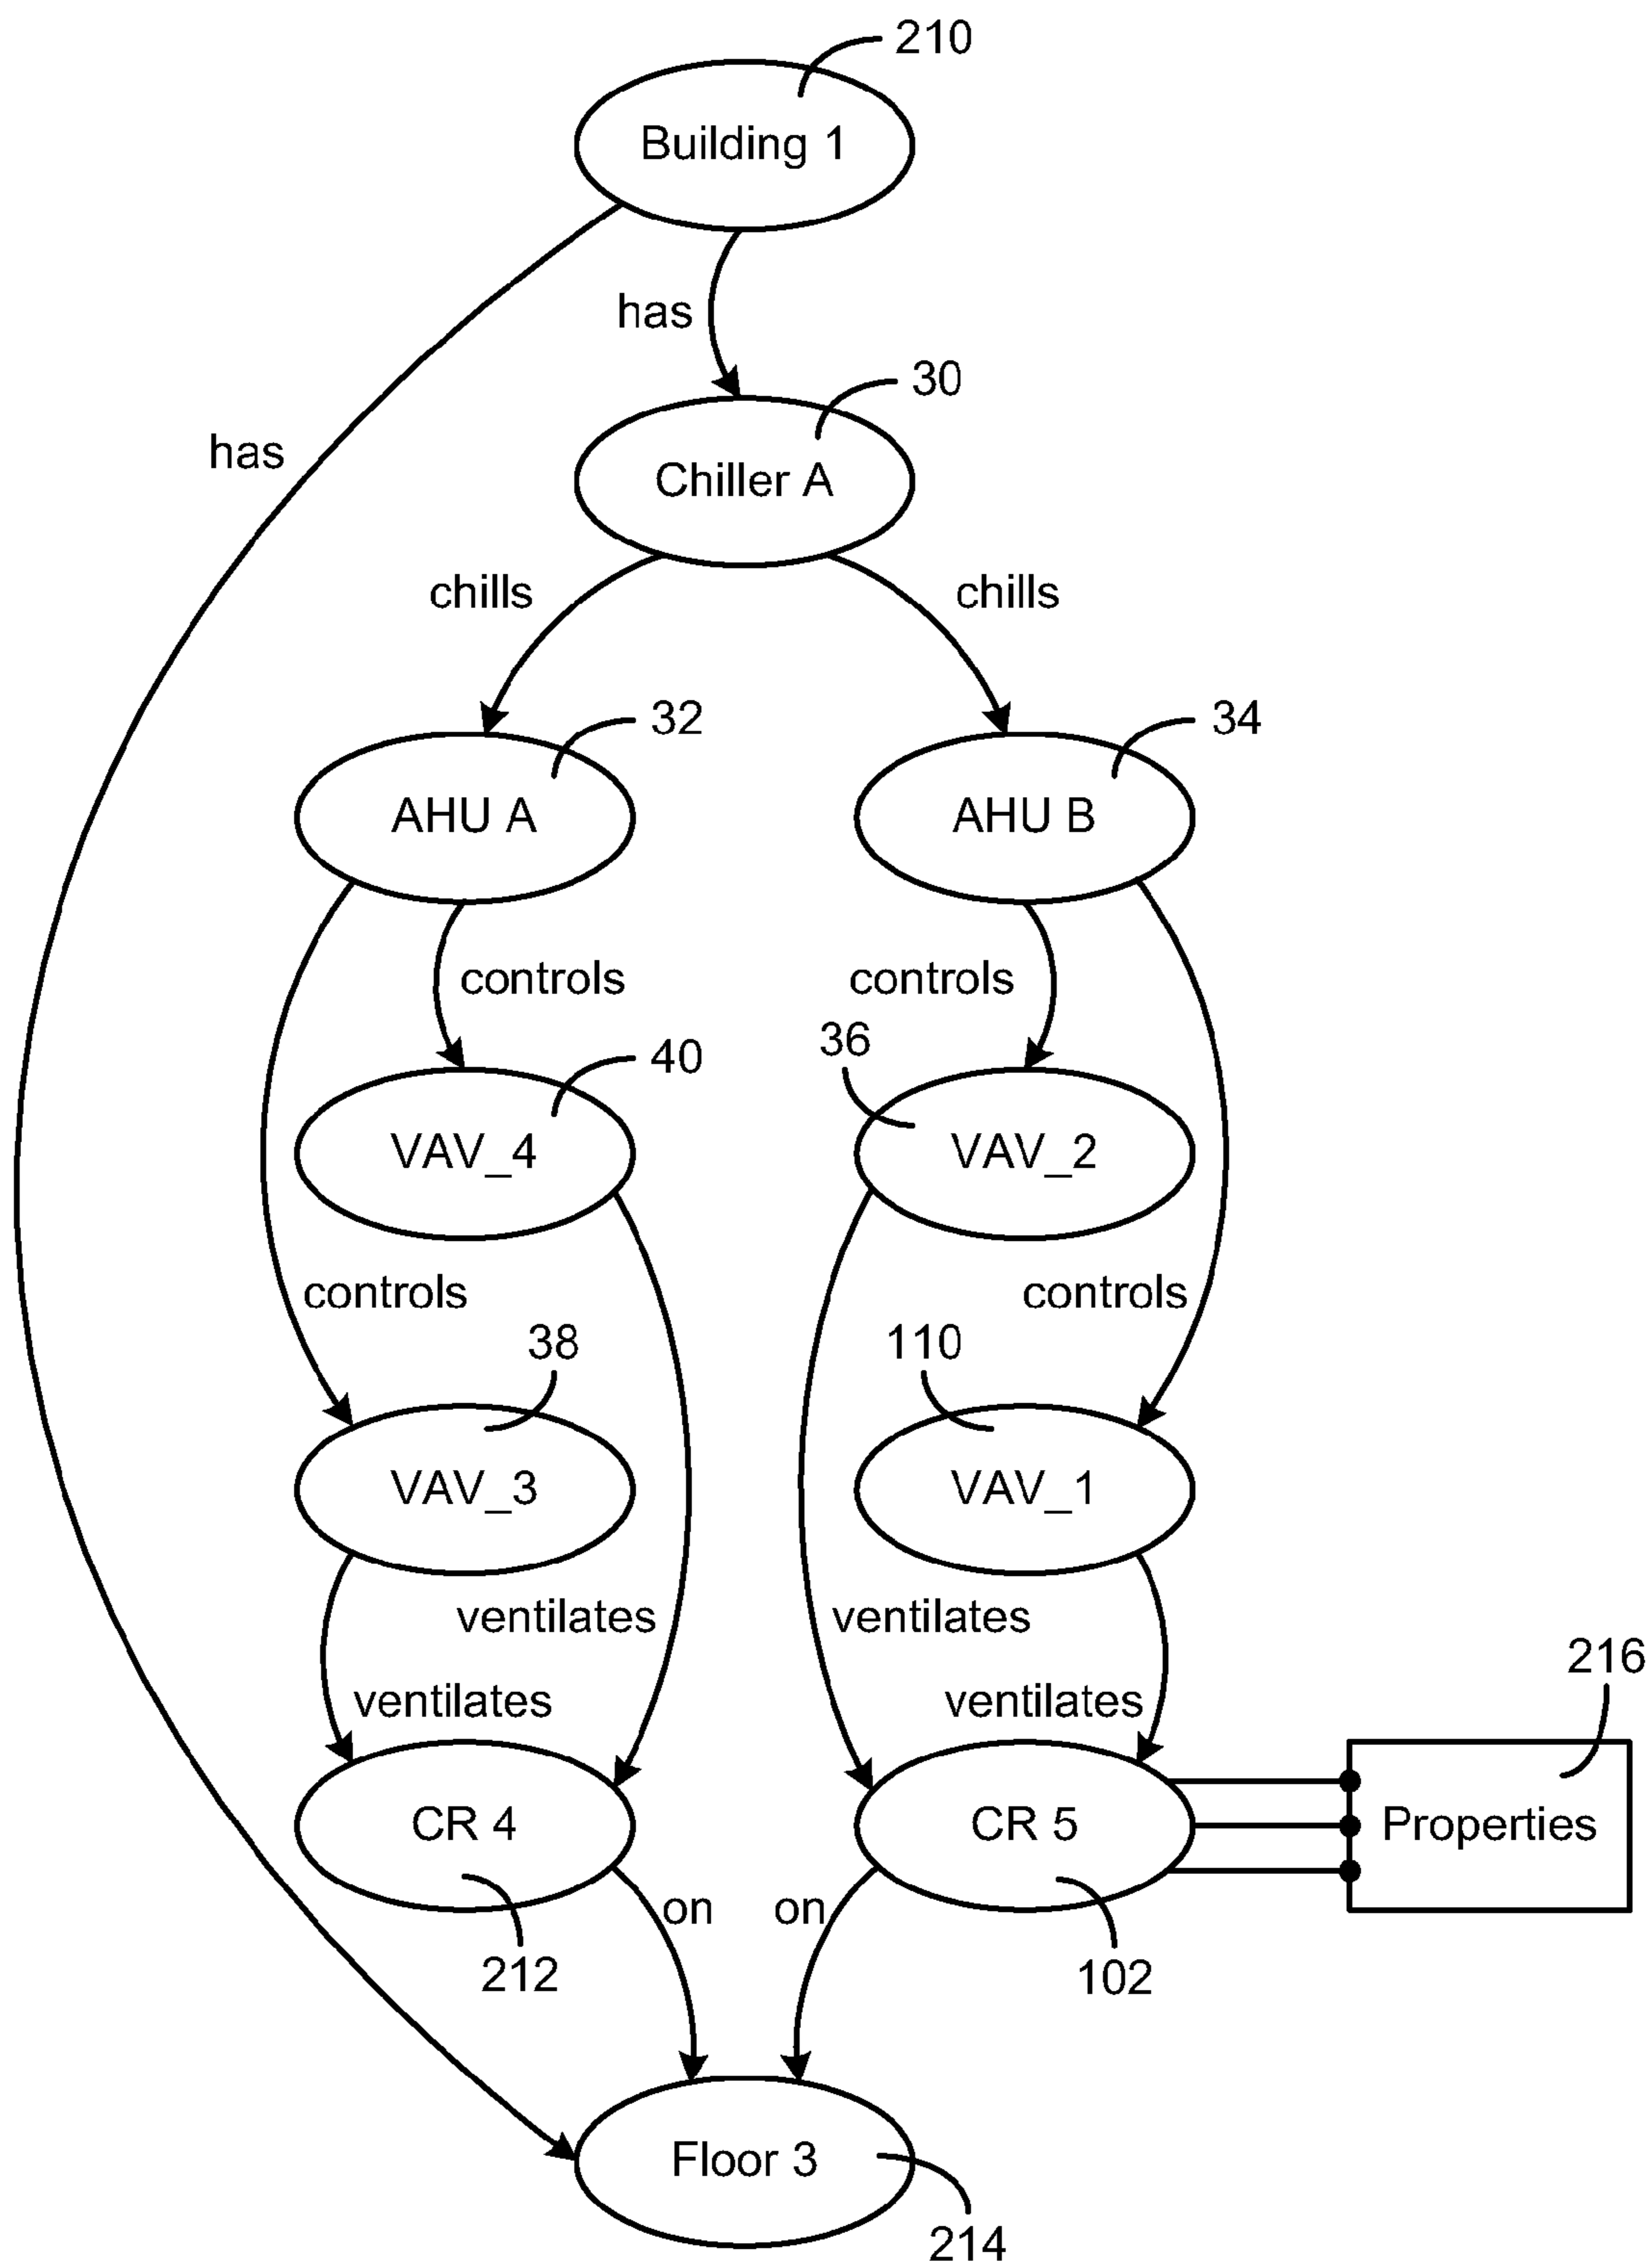 210
Building 1
has
30
has
Chiller A
chills
chills
32
34
AHU A
AHU B
controls
controls
36
40
VAV_4
VAV_2
controls
controls
38
110
VAV_3
VAV_1
ventilates
ventilates
216
ventilates
ventilates
CR 4
CR 5
Properties
on
on
212
102
Floor 3
214